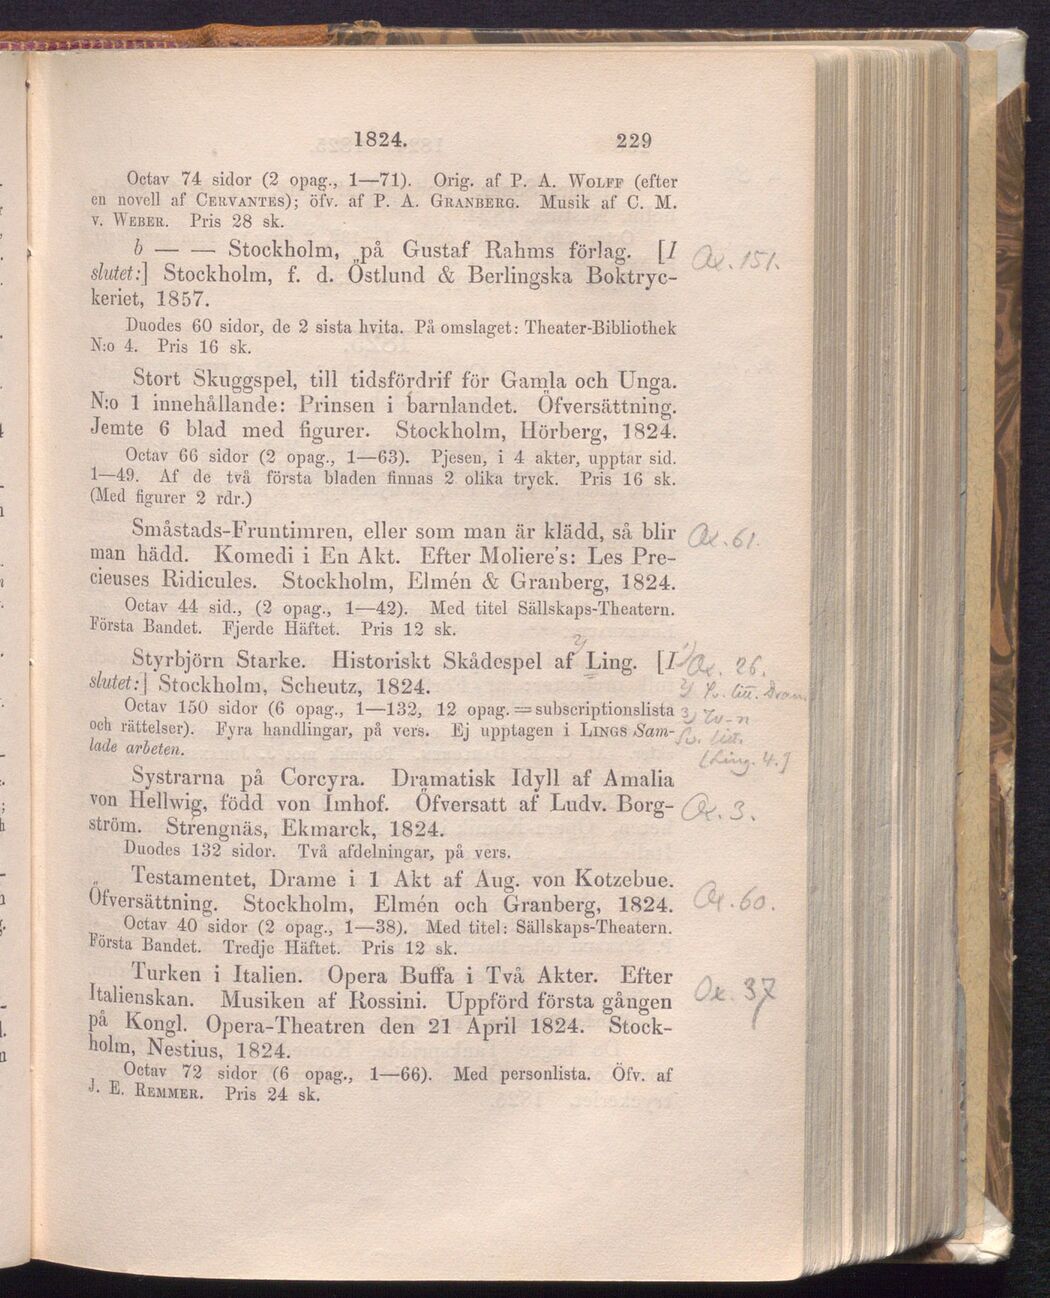 1824. 229
Octav 74 sidor (2 opag., 1—71). Orig. af P. A. WOLFF (efter
en novell af CERVANTES); öfv. af P. A. GRANBERG. Musik af C. M.
v. WEBER. Pris 28 sk.
b — — Stockholm, på Gustaf Rahms förlag. [I
slutet:] Stockholm, f. d. Östlund & Berlingska Boktryc-
keriet, 1857.
Ox. 151.
Duodes 60 sidor, de 2 sista hvita. På omslaget: Theater-Bibliothek
N:o 4. Pris 16 sk.
Stort Skuggspel, till tidsfördrif för Gamla och Unga.
N:o 1 innehållande: Prinsen i barnlandet. Öfversättning.
Jemte 6 blad med figurer. Stockholm, Hörberg, 1824.
Octav 66 sidor (2 opag., 1—63). Pjesen, i 4 akter, upptar sid.
1—49. Af de två första bladen finnas 2 olika tryck. Pris 16 sk.
(Med figurer 2 rdr.)
Småstads-Fruntimren, eller som man är klädd, så blir
man hädd. Komedi i En Akt. Efter Moliere's: Les Pre-
cieuses Ridicules. Stockholm, Elmén & Granberg, 1824.
Ox. 61.
Octav 44 sid., (2 opag., 1—42). Med titel Sällskaps-Theatern.
Första Bandet. Fjerde Häftet. Pris 12 sk.
Styrbjörn Starke. Historiskt Skådespel af Ling. [I
slutet:] Stockholm, Scheutz, 1824.
Ox. 26.
Octav 150 sidor (6 opag., 1—132, 12 opag. = subscriptionslista
och rättelser). Fyra handlingar, på vers. Ej upptagen i LINGS Sam-
lade arbeten.
(Ling. 4.)
Systrarna på Corcyra. Dramatisk Idyll af Amalia
von Hellwig, född von Imhof. Öfversatt af Ludv. Borg-
ström. Strengnäs, Ekmarck, 1824.
Ox. 3.
Duodes 132 sidor. Två afdelningar, på vers.
Testamentet, Drame i 1 Akt af Aug. von Kotzebue.
Öfversättning. Stockholm, Elmén och Granberg, 1824.
Ox. 60.
Octav 40 sidor (2 opag., 1—38). Med titel: Sällskaps-Theatern.
Första Bandet. Tredje Häftet. Pris 12 sk.
Turken i Italien. Opera Buffa i Två Akter. Efter
Italienskan. Musiken af Rossini. Uppförd första gången
på Kongl. Opera-Theatren den 21 April 1824. Stock-
holm, Nestius, 1824.
Ox. 37
Octav 72 sidor (6 opag., 1—66). Med personlista. Öfv. af
J. E. REMMER. Pris 24 sk.